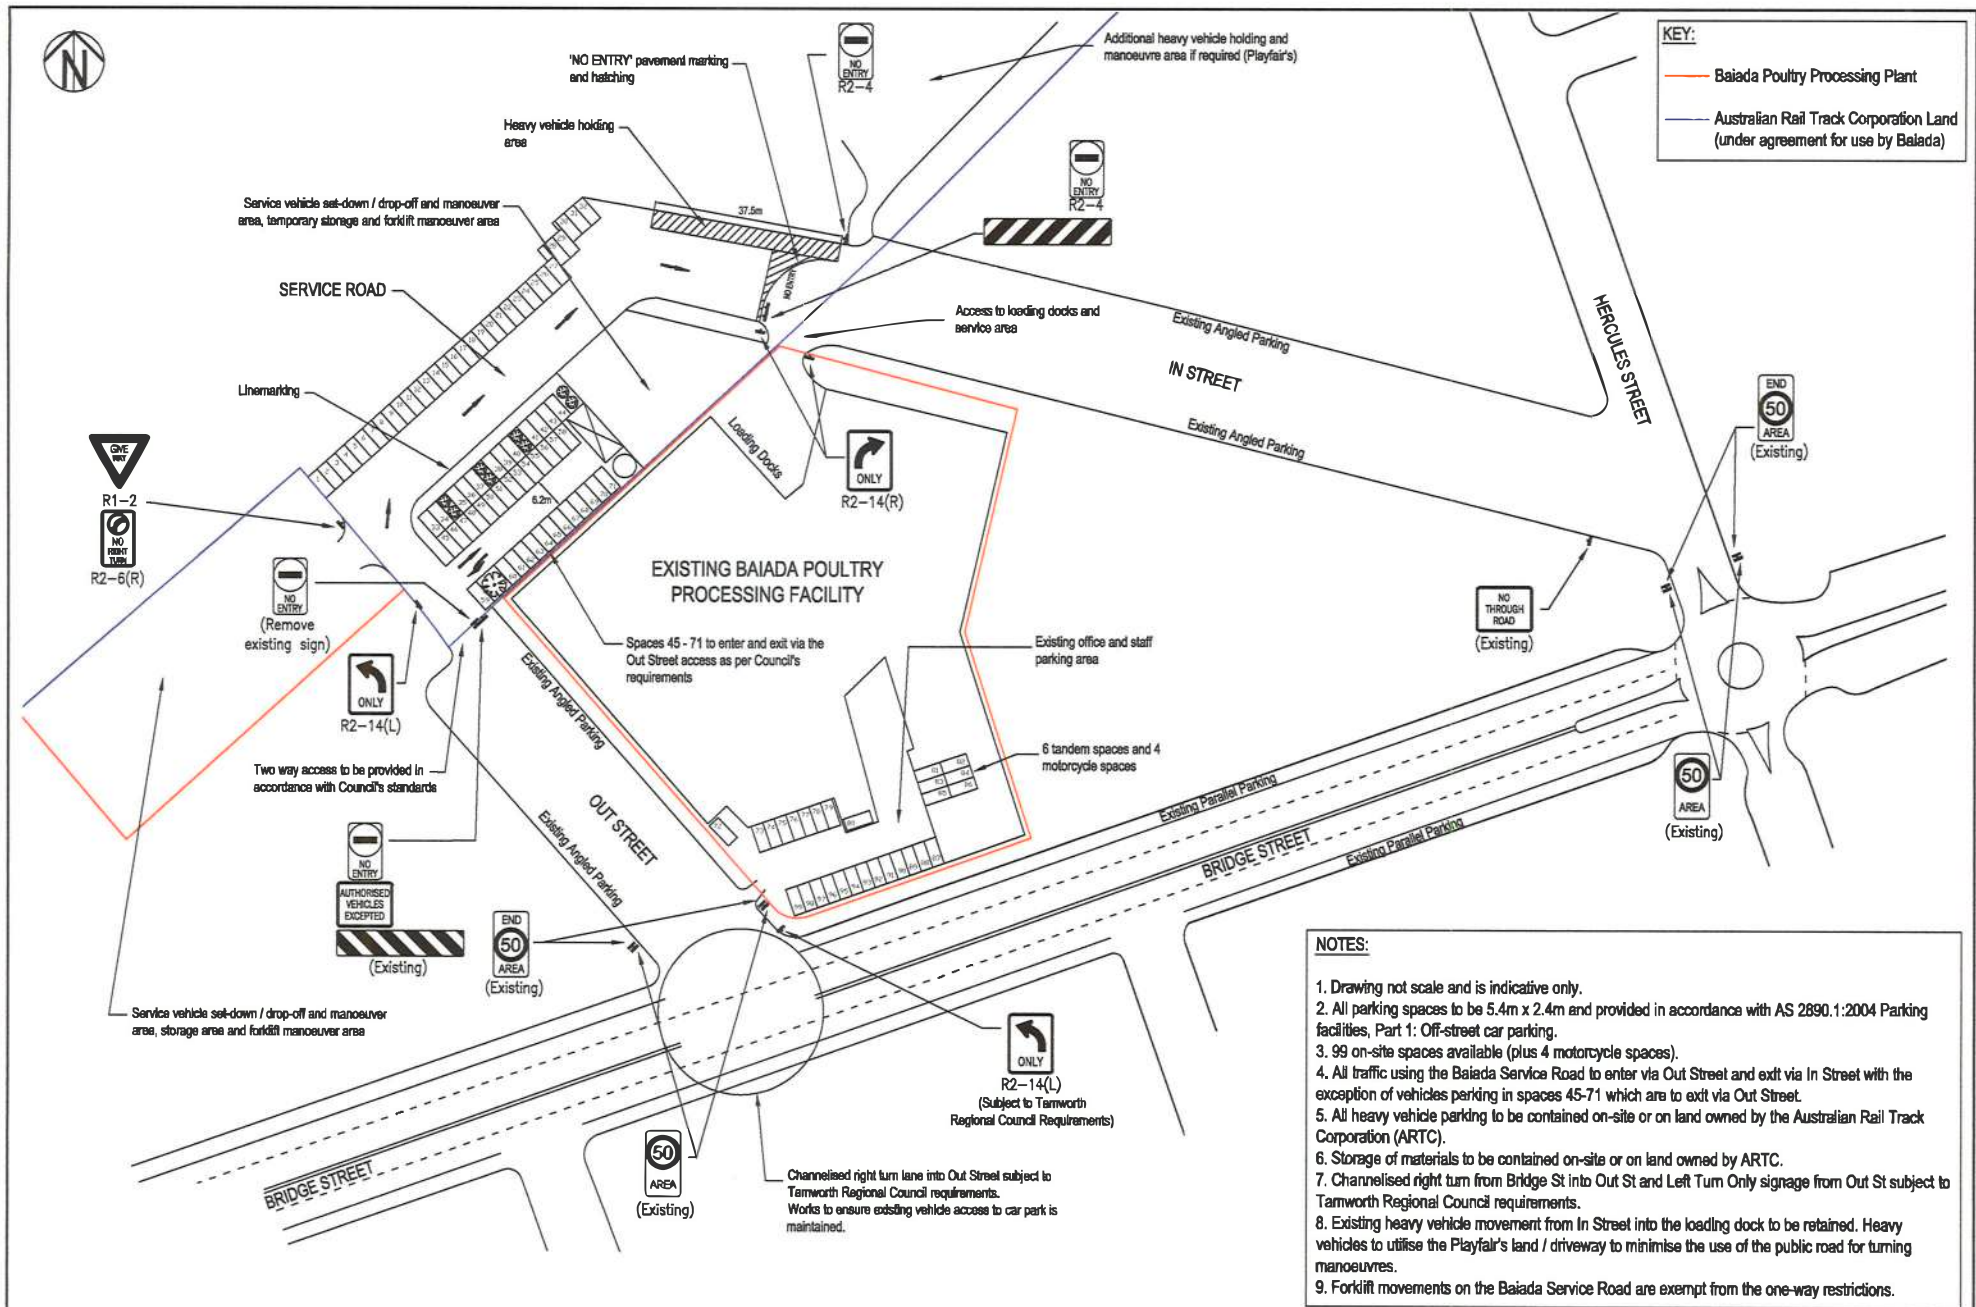 N
'NO ENTRY' pavement marking
and hatching
NO
ENTRY
R2-4
Additional heavy vehicle holding and
manoeuvre area if required (Playfair's)
KEY:
Baiada Poultry Processing Plant
Australian Rail Track Corporation Land
(under agreement for use by Baiada)
Heavy vehicle holding
area
NO
ENTRY
R2-4
Service vehicle set-down / drop-off and manoeuver
area, temporary storage and forklift manoeuver area
37.5m
NO ENTRY
SERVICE ROAD
Access to loading docks and
service area
Existing Angled Parking
IN STREET
HERCULES STREET
Linemarking
Loading Docks
Existing Angled Parking
END
50
AREA
(Existing)
GIVE
WAY
R1-2
NO
RIGHT
TURN
R2-6(R)
ONLY
R2-14(R)
6.2m
NO
ENTRY
(Remove
existing sign)
EXISTING BAIADA POULTRY
PROCESSING FACILITY
NO
THROUGH
ROAD
(Existing)
Spaces 45 - 71 to enter and exit via the
Out Street access as per Council's
requirements
Existing office and staff
parking area
ONLY
R2-14(L)
Existing Angled Parking
6 tandem spaces and 4
motorcycle spaces
Two way access to be provided in
accordance with Council's standards
OUT STREET
Existing Angled Parking
Existing Parallel Parking
BRIDGE STREET
Existing Parallel Parking
50
AREA
(Existing)
NO
ENTRY
AUTHORISED
VEHICLES
EXCEPTED
(Existing)
END
50
AREA
(Existing)
Service vehicle set-down / drop-off and manoeuver
area, storage area and forklift manoeuver area
ONLY
R2-14(L)
(Subject to Tamworth
Regional Council Requirements)
50
AREA
(Existing)
BRIDGE STREET
Channelised right turn lane into Out Street subject to
Tamworth Regional Council requirements.
Works to ensure existing vehicle access to car park is
maintained.
NOTES:
1. Drawing not scale and is indicative only.
2. All parking spaces to be 5.4m x 2.4m and provided in accordance with AS 2890.1:2004 Parking
facilities, Part 1: Off-street car parking.
3. 99 on-site spaces available (plus 4 motorcycle spaces).
4. All traffic using the Baiada Service Road to enter via Out Street and exit via In Street with the
exception of vehicles parking in spaces 45-71 which are to exit via Out Street.
5. All heavy vehicle parking to be contained on-site or on land owned by the Australian Rail Track
Corporation (ARTC).
6. Storage of materials to be contained on-site or on land owned by ARTC.
7. Channelised right turn from Bridge St into Out St and Left Turn Only signage from Out St subject to
Tamworth Regional Council requirements.
8. Existing heavy vehicle movement from In Street into the loading dock to be retained. Heavy
vehicles to utilise the Playfair's land / driveway to minimise the use of the public road for turning
manoeuvres.
9. Forklift movements on the Baiada Service Road are exempt from the one-way restrictions.